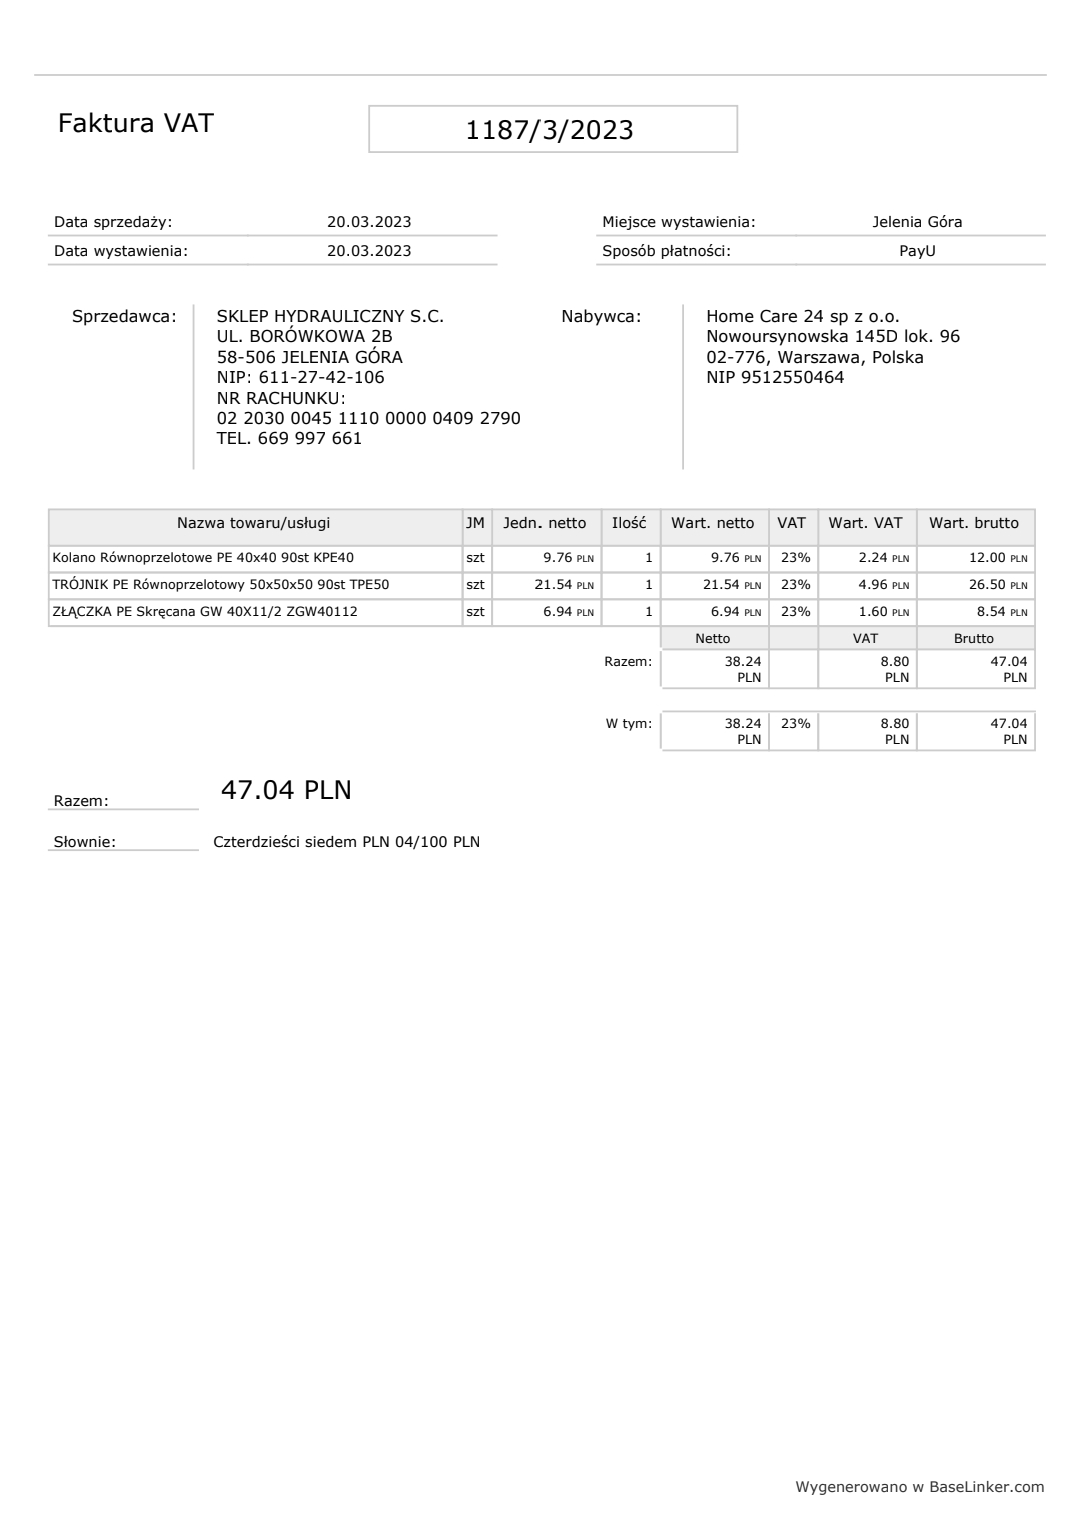 Faktura VAT
1187/3/2023
Data sprzedaży: 20.03.2023
Data wystawienia: 20.03.2023
Miejsce wystawienia: Jelenia Góra
Sposób płatności: PayU
Sprzedawca:
SKLEP HYDRAULICZNY S.C.
UL. BORÓWKOWA 2B
58-506 JELENIA GÓRA
NIP: 611-27-42-106
NR RACHUNKU:
02 2030 0045 1110 0000 0409 2790
TEL. 669 997 661
Nabywca:
Home Care 24 sp z o.o.
Nowoursynowska 145D lok. 96
02-776, Warszawa, Polska
NIP 9512550464
Nazwa towaru/usługi JM Jedn. netto Ilość Wart. netto VAT Wart. VAT Wart. brutto
Kolano Równoprzelotowe PE 40x40 90st KPE40 szt 9.76 PLN 1 9.76 PLN 23% 2.24 PLN 12.00 PLN
TRÓJNIK PE Równoprzelotowy 50x50x50 90st TPE50 szt 21.54 PLN 1 21.54 PLN 23% 4.96 PLN 26.50 PLN
ZŁĄCZKA PE Skręcana GW 40X11/2 ZGW40112 szt 6.94 PLN 1 6.94 PLN 23% 1.60 PLN 8.54 PLN
Netto VAT Brutto
Razem: 38.24 8.80 47.04
PLN PLN PLN
W tym: 38.24 23% 8.80 47.04
PLN PLN PLN
Razem: 47.04 PLN
Słownie: Czterdzieści siedem PLN 04/100 PLN
Wygenerowano w BaseLinker.com